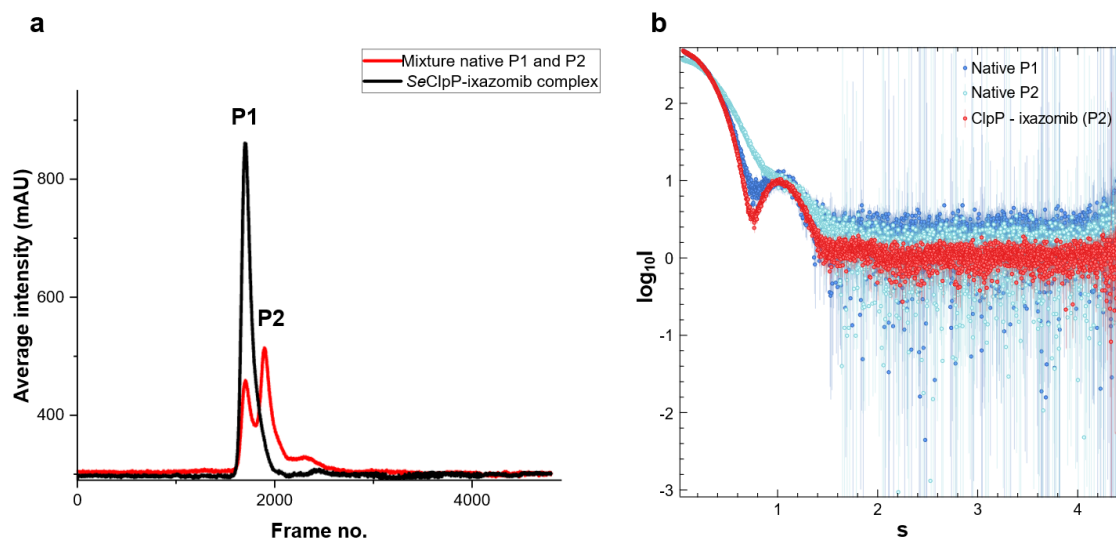 a
Mixture native P1 and P2
SeClpP-ixazomib complex
P1
P2
800
600
400
0
2000
4000
Average intensity (mAU)
Frame no.
b
Native P1
Native P2
ClpP - ixazomib (P2)
2
1
0
-1
-2
-3
1
2
3
4
log10I
s